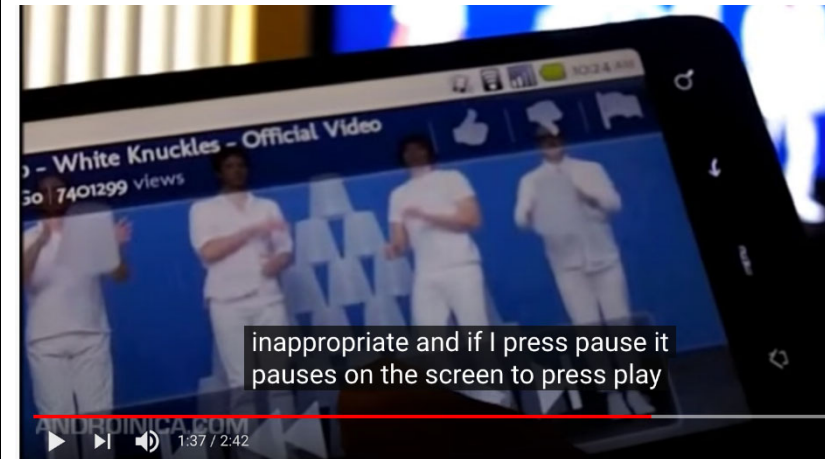 10:24 AM
- White Knuckles - Official Video
Go 7401299 views
inappropriate and if I press pause it
pauses on the screen to press play
ANDROINICA.COM
1:37 / 2:42